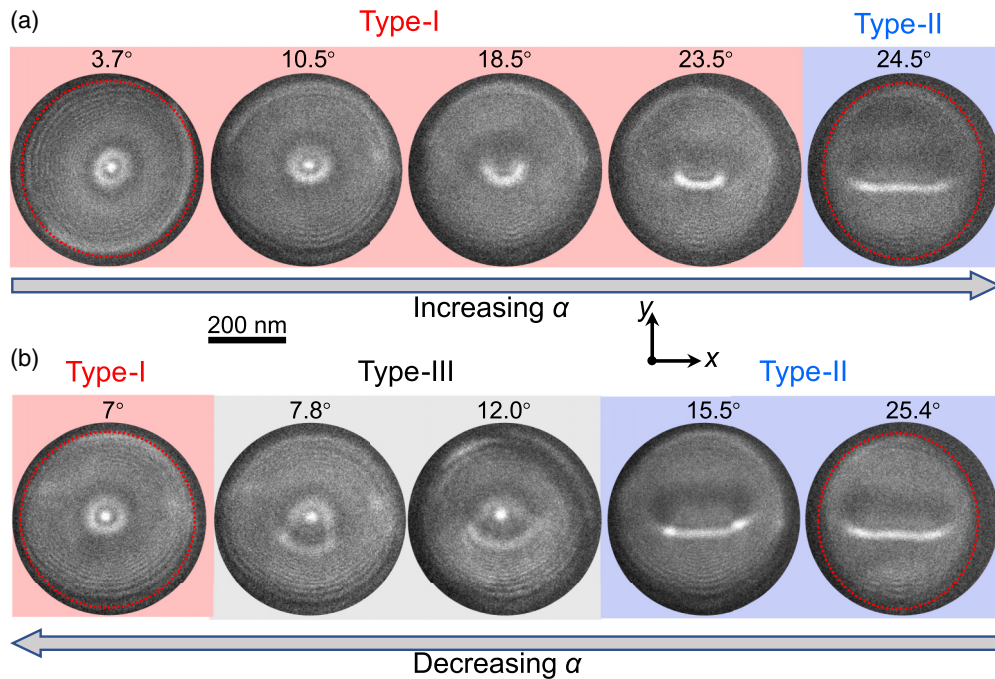 (a)
Type-I
Type-II
3.7°
10.5°
18.5°
23.5°
24.5°
Increasing α
200 nm
y
x
(b)
Type-I
Type-III
Type-II
7°
7.8°
12.0°
15.5°
25.4°
Decreasing α